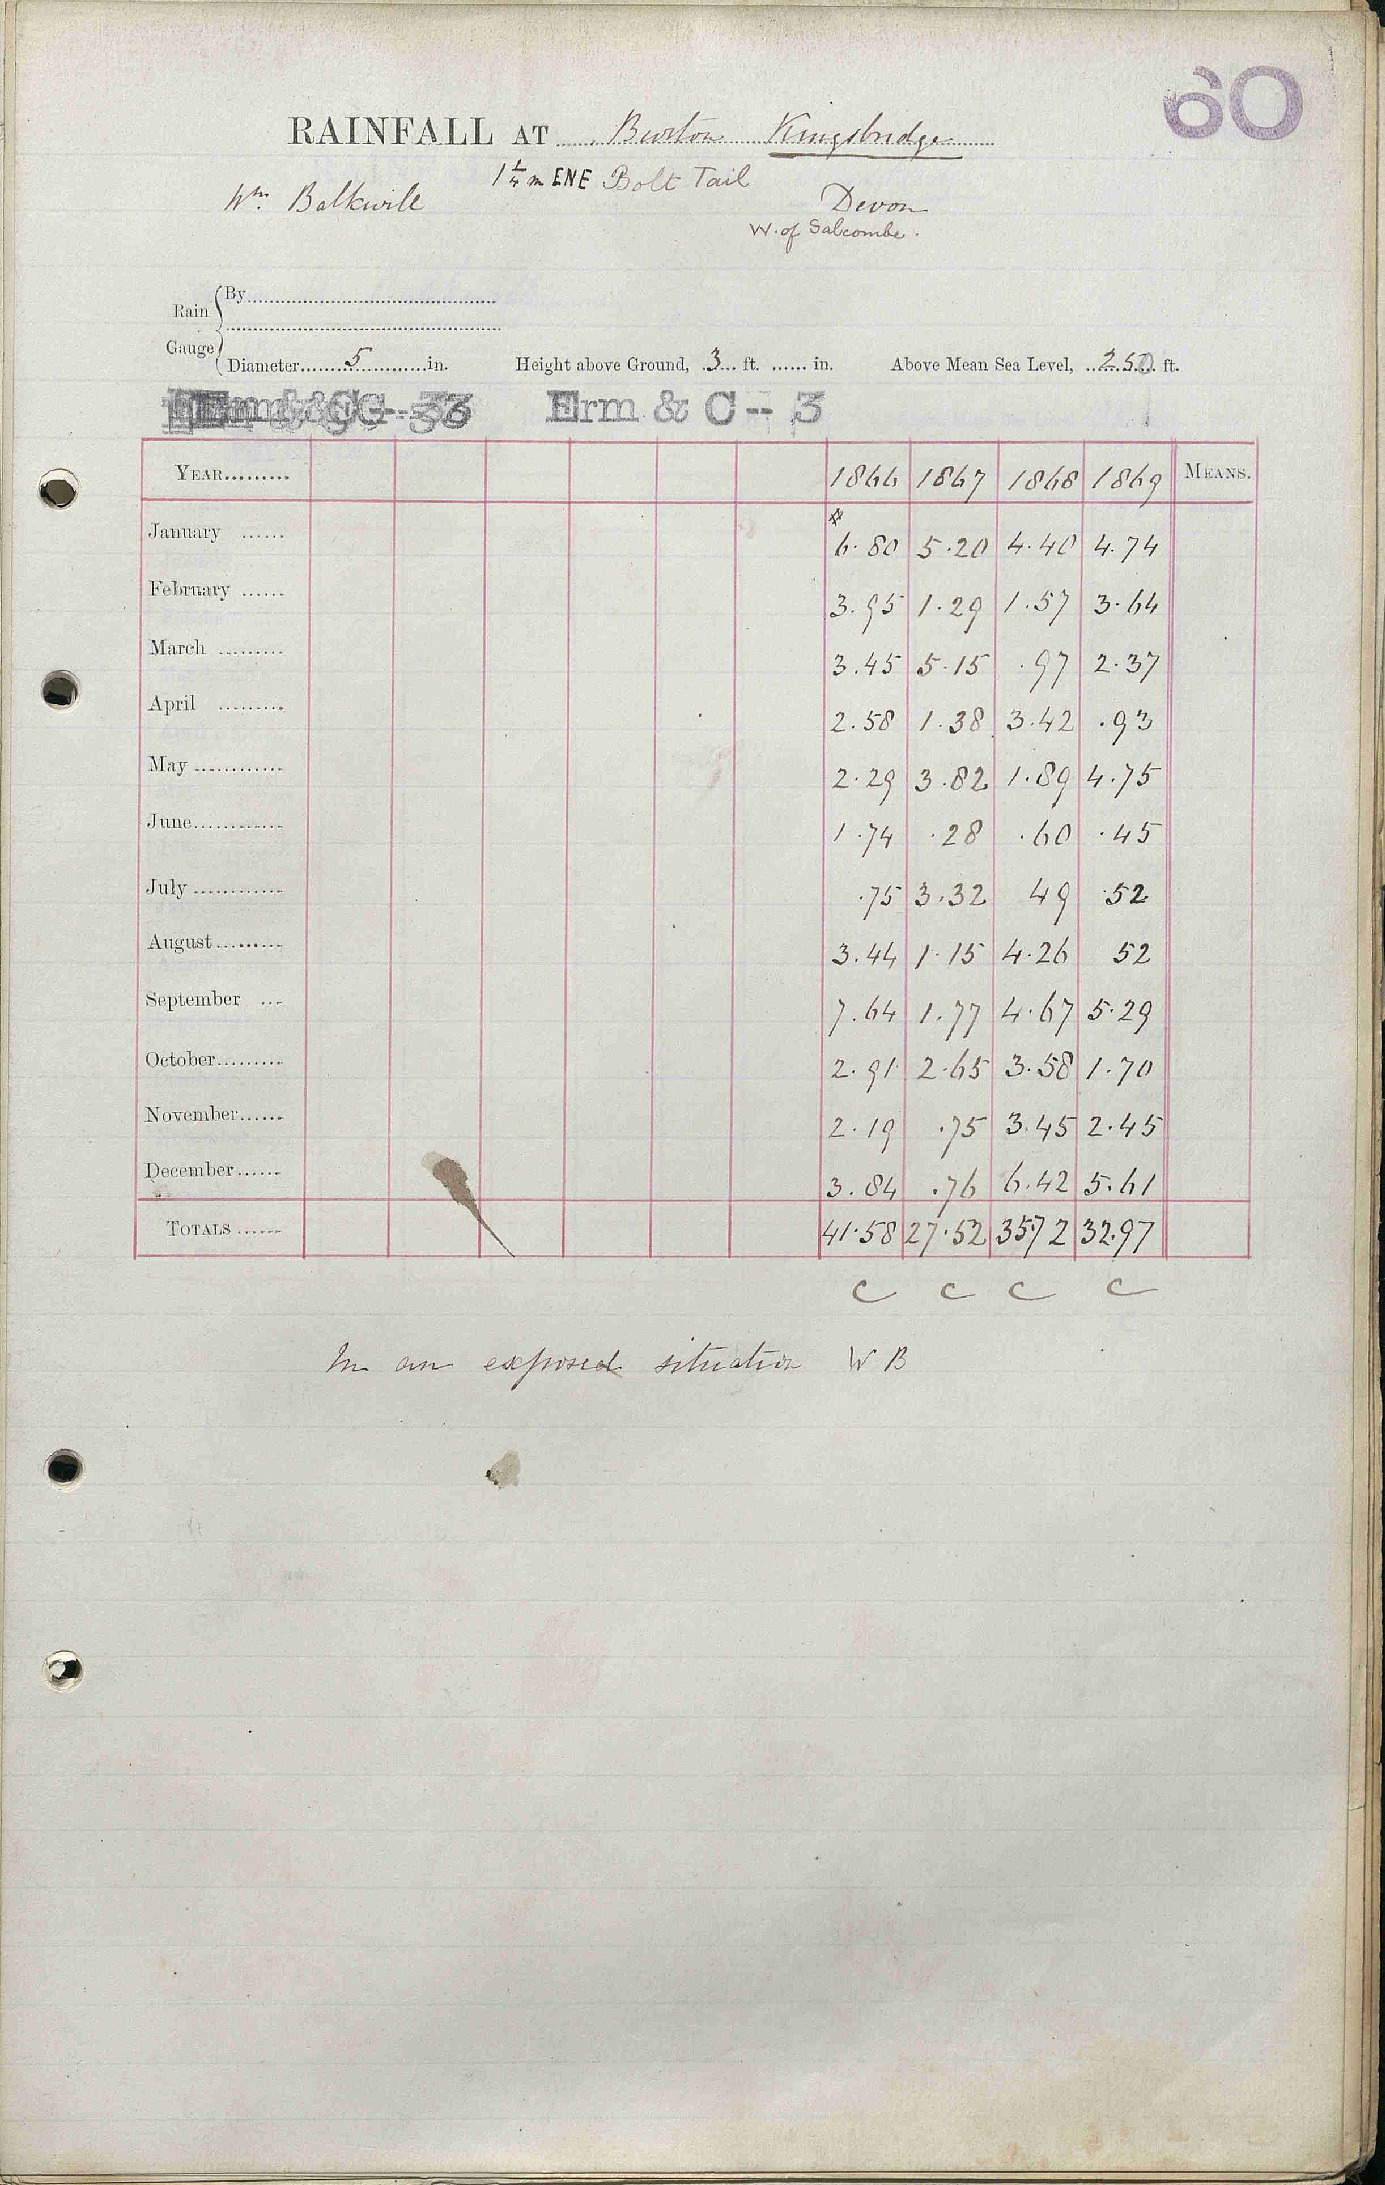 60
RAINFALL AT Burton Kingsbridge
1¼ m ENE Bolt Tail
Wm. Balkwill Devon
W. of Salcombe.
Rain Gauge { By
Diameter 5 in. Height above Ground, 3 ft. in. Above Mean Sea Level, 250 ft.
Erm & C -- 3
YEAR 1866 1867 1868 1869 MEANS.
January # 6.80 5.20 4.40 4.74
February 3.95 1.29 1.57 3.64
March 3.45 5.15 .97 2.37
April 2.58 1.38 3.42 .93
May 2.29 3.82 1.89 4.75
June 1.74 .28 .60 .45
July .75 3.32 49 .52
August 3.44 1.15 4.26 52
September 7.64 1.77 4.67 5.29
October 2.91 2.65 3.58 1.70
November 2.19 .75 3.45 2.45
December 3.84 .76 6.42 5.61
TOTALS 41.58 27.52 35.72 32.97
C C C C
In an exposed situation W B